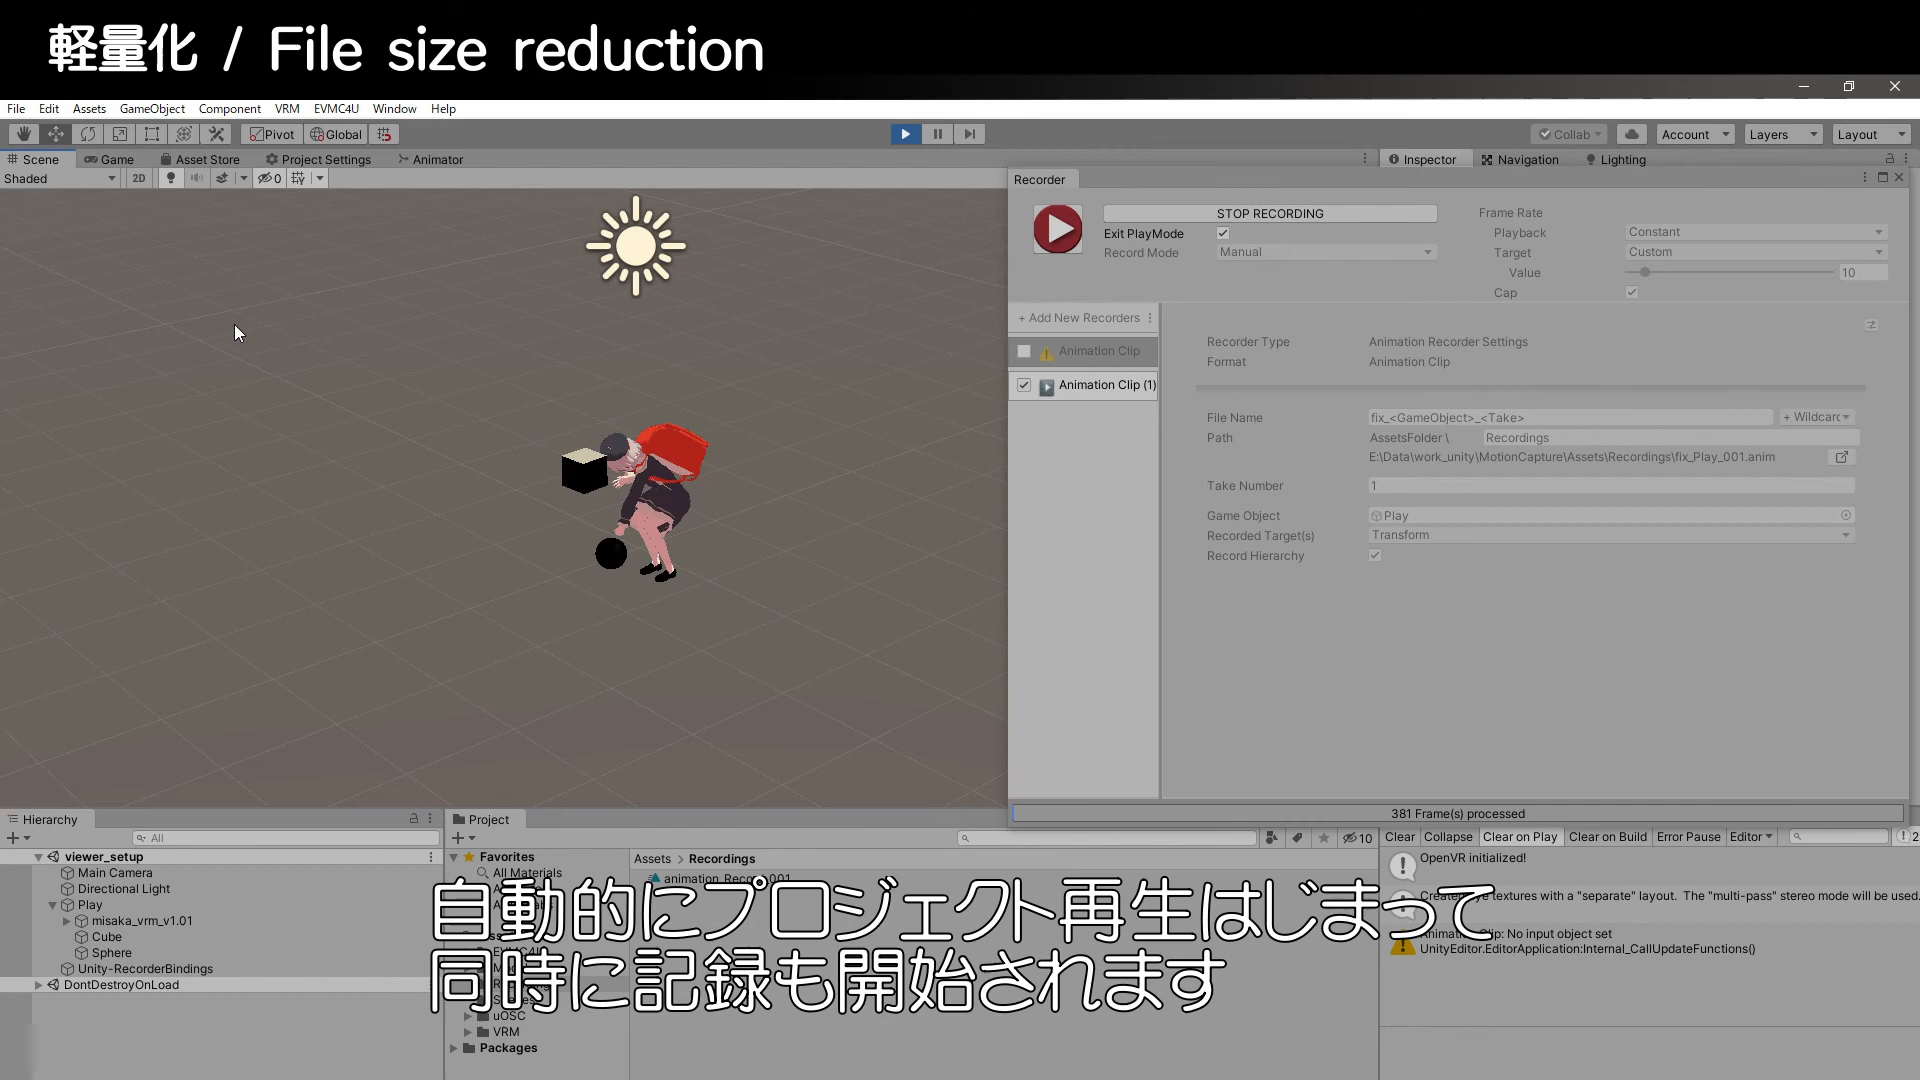 軽量化 / File size reduction
File Edit Assets GameObject Component VRM EVMC4U Window Help
Pivot Global
Collab Account Layers Layout
Scene Game Asset Store Project Settings Animator
Inspector Navigation Lighting
Shaded 2D 0
Recorder
STOP RECORDING
Exit PlayMode
Record Mode Manual
Frame Rate
Playback Constant
Target Custom
Value 10
Cap
+ Add New Recorders
Animation Clip
Animation Clip (1)
Recorder Type Animation Recorder Settings
Format Animation Clip
File Name fix_<GameObject>_<Take> + Wildcar
Path AssetsFolder \ Recordings
E:\Data\work_unity\MotionCapture\Assets\Recordings\fix_Play_001.anim
Take Number 1
Game Object Play
Recorded Target(s) Transform
Record Hierarchy
381 Frame(s) processed
Hierarchy
All
viewer_setup
Main Camera
Directional Light
Play
misaka_vrm_v1.01
Cube
Sphere
Unity-RecorderBindings
DontDestroyOnLoad
Project
10
Favorites
All Materials
uOSC
VRM
Packages
Assets > Recordings
Clear Collapse Clear on Play Clear on Build Error Pause Editor 2
OpenVR initialized!
Created eye textures with a "separate" layout. The "multi-pass" stereo mode will be used.
Animation Clip: No input object set
UnityEditor.EditorApplication:Internal_CallUpdateFunctions()
自動的にプロジェクト再生はじまって
同時に記録も開始されます